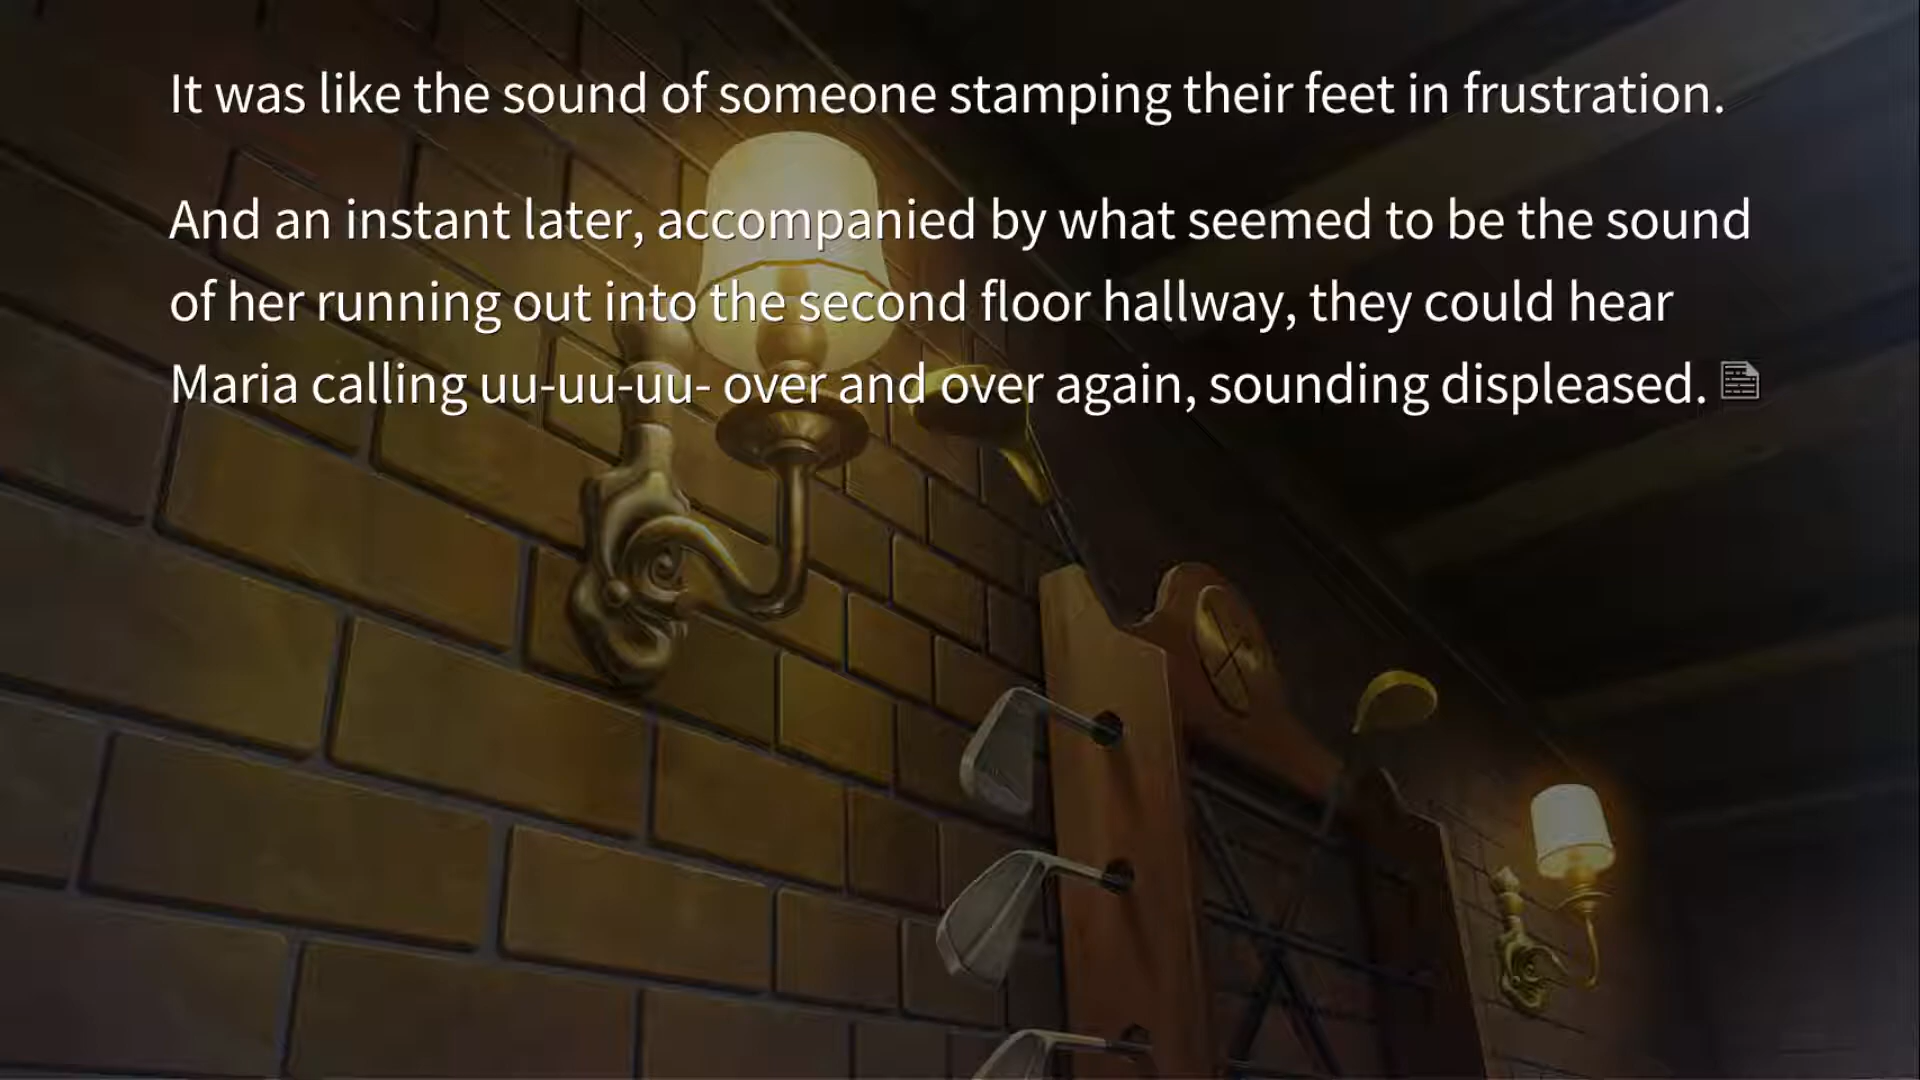 It was like the sound of someone stamping their feet in frustration.
And an instant later, accompanied by what seemed to be the sound
of her running out into the second floor hallway, they could hear
Maria calling uu-uu-uu- over and over again, sounding displeased.